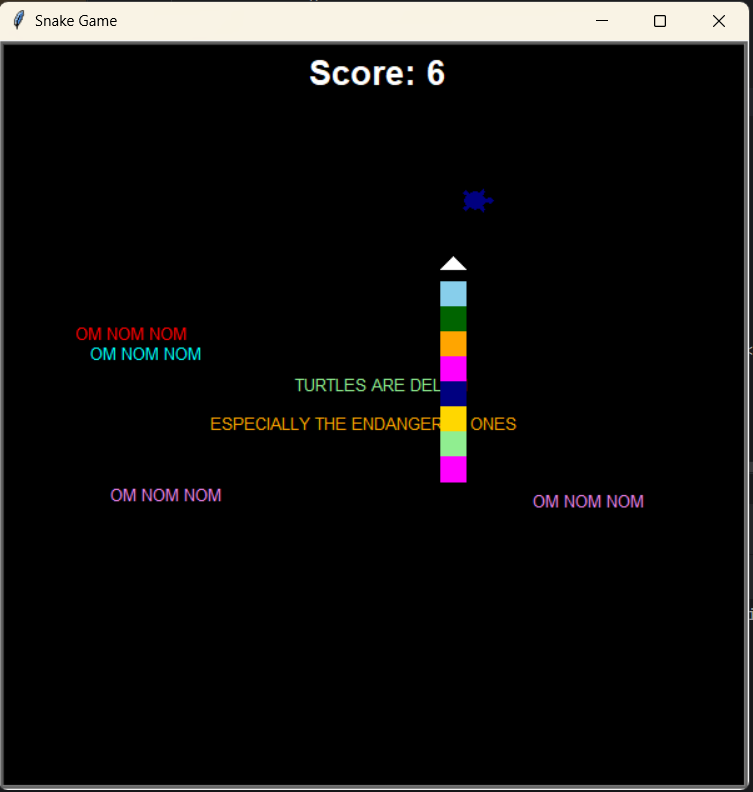 Snake Game
Score: 6
OM NOM NOM
OM NOM NOM
TURTLES ARE DEL
ESPECIALLY THE ENDANGER ONES
OM NOM NOM
OM NOM NOM